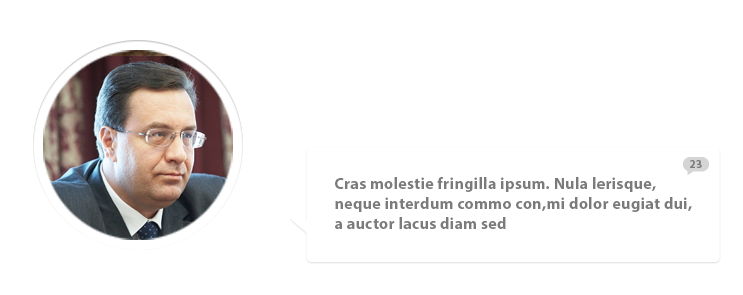 23
Cras molestie fringilla ipsum. Nula lerisque,
neque interdum commo con,mi dolor eugiat dui,
a auctor lacus diam sed